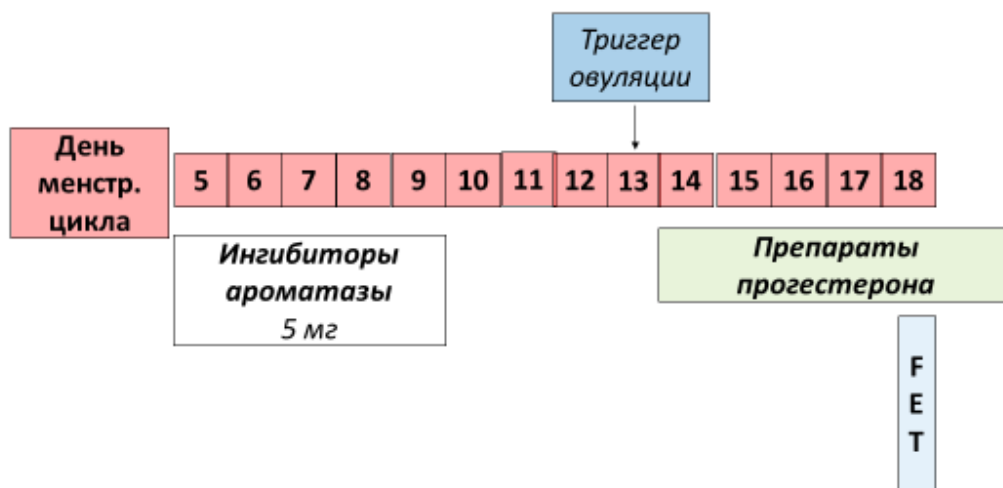 Триггер
овуляции
День
менстр.
цикла
5 6 7 8 9 10 11 12 13 14 15 16 17 18
Ингибиторы
ароматазы
5 мг
Препараты
прогестерона
F
E
T